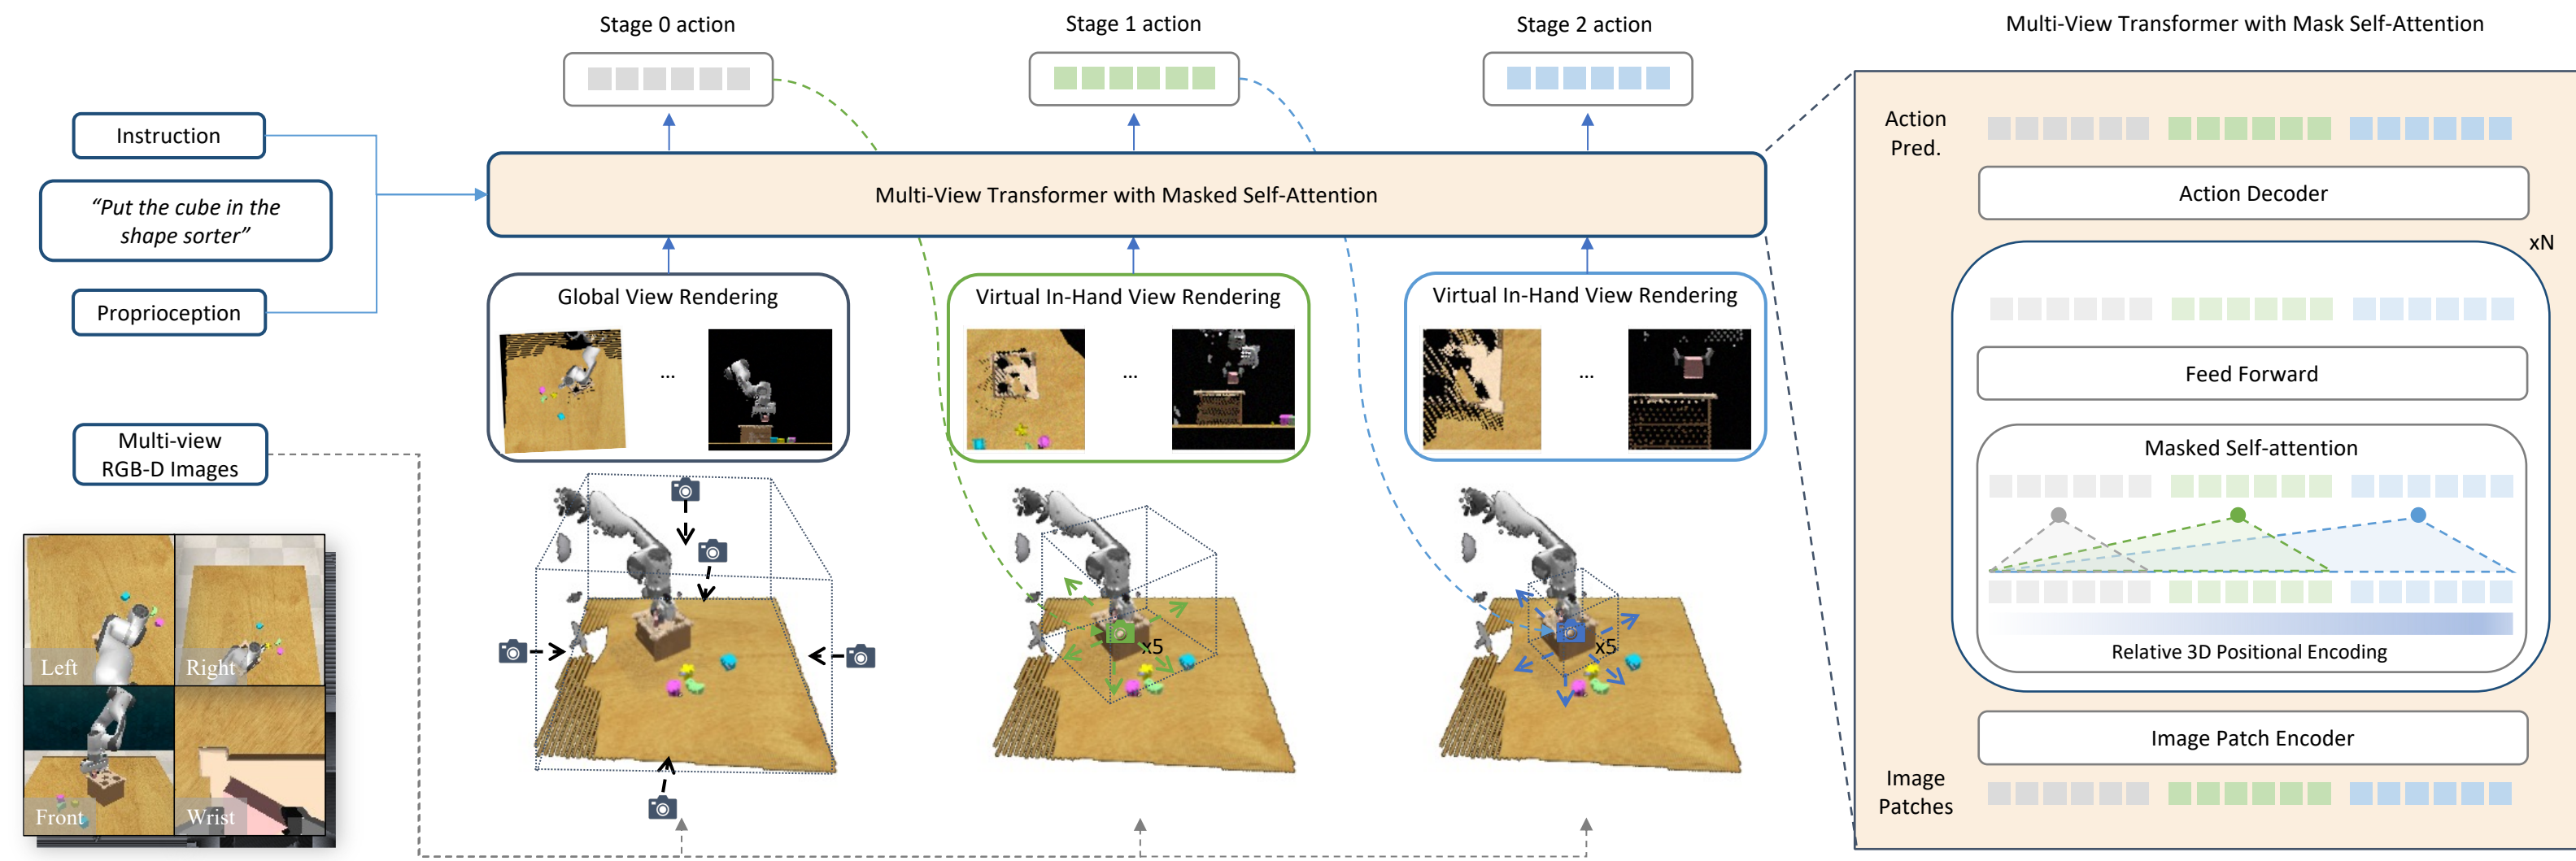 Stage 0 action
Stage 1 action
Stage 2 action
Multi-View Transformer with Mask Self-Attention
Instruction
“Put the cube in the
shape sorter”
Proprioception
Multi-View Transformer with Masked Self-Attention
Global View Rendering
...
Virtual In-Hand View Rendering
...
Virtual In-Hand View Rendering
...
Multi-view
RGB-D Images
Left
Right
Front
Wrist
x5
x5
Action
Pred.
Action Decoder
xN
Feed Forward
Masked Self-attention
Relative 3D Positional Encoding
Image Patch Encoder
Image
Patches